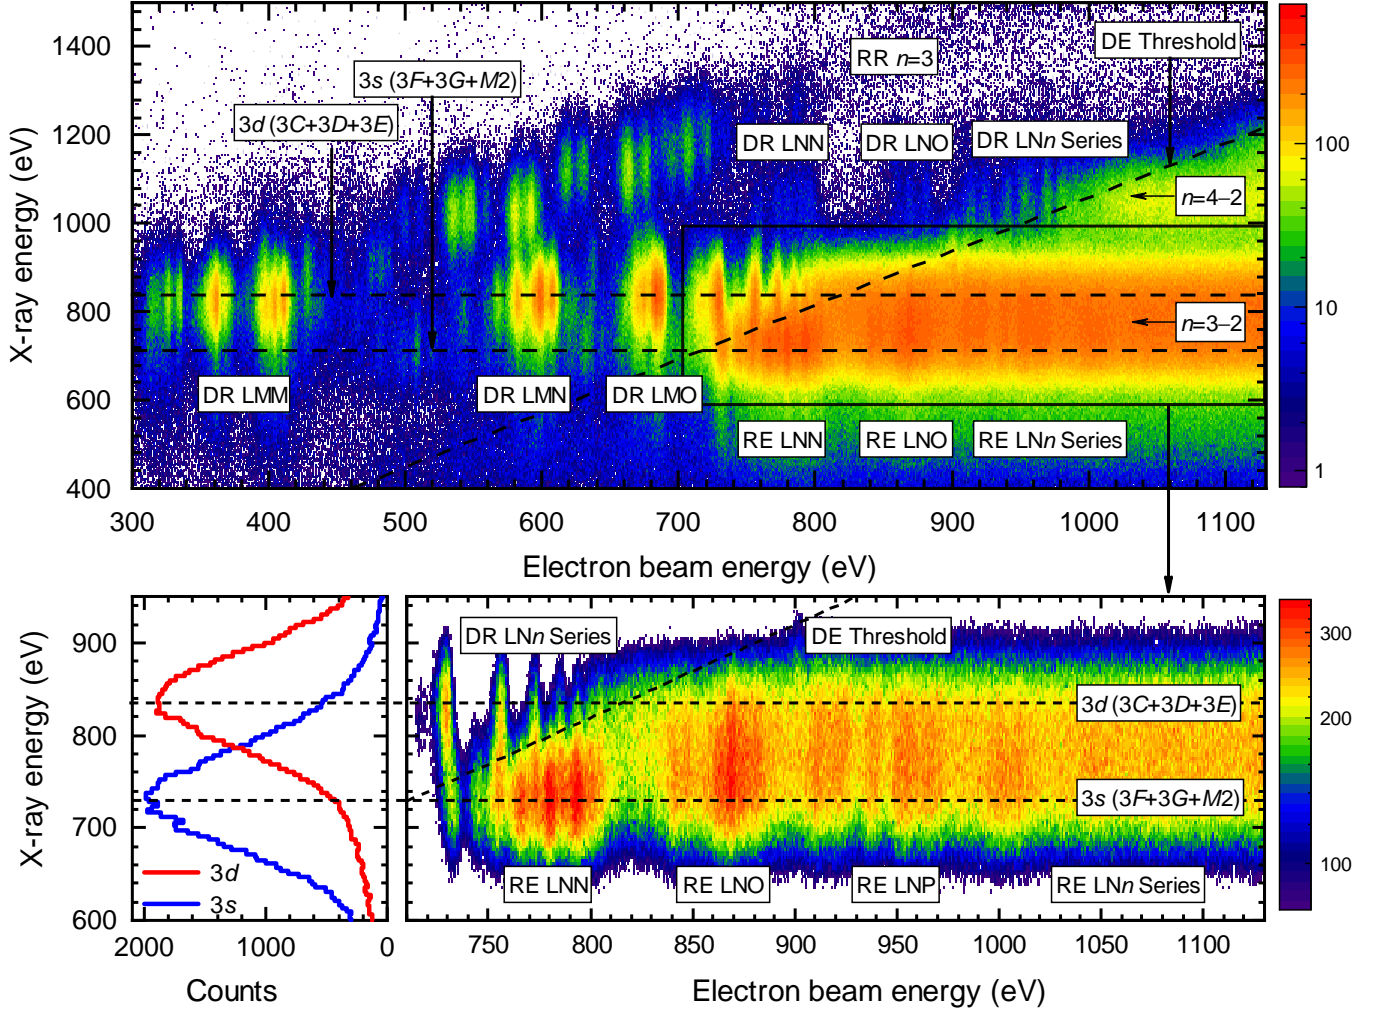 1400
1200
1000
800
600
400
X-ray energy (eV)
3d (3C+3D+3E)
3s (3F+3G+M2)
RR n=3
DE Threshold
DR LNN
DR LNO
DR LNn Series
n=4–2
n=3–2
DR LMM
DR LMN
DR LMO
RE LNN
RE LNO
RE LNn Series
300
400
500
600
700
800
900
1000
1100
Electron beam energy (eV)
100
10
1
900
800
700
600
X-ray energy (eV)
3d
3s
2000
1000
0
Counts
DR LNn Series
DE Threshold
3d (3C+3D+3E)
3s (3F+3G+M2)
RE LNN
RE LNO
RE LNP
RE LNn Series
750
800
850
900
950
1000
1050
1100
Electron beam energy (eV)
300
200
100